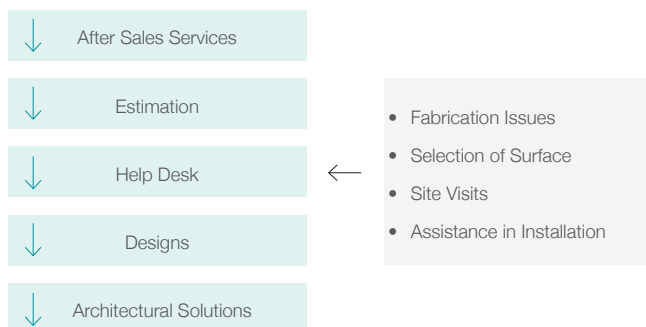 After Sales Services
Estimation
Help Desk
Designs
Architectural Solutions
• Fabrication Issues
• Selection of Surface
• Site Visits
• Assistance in Installation